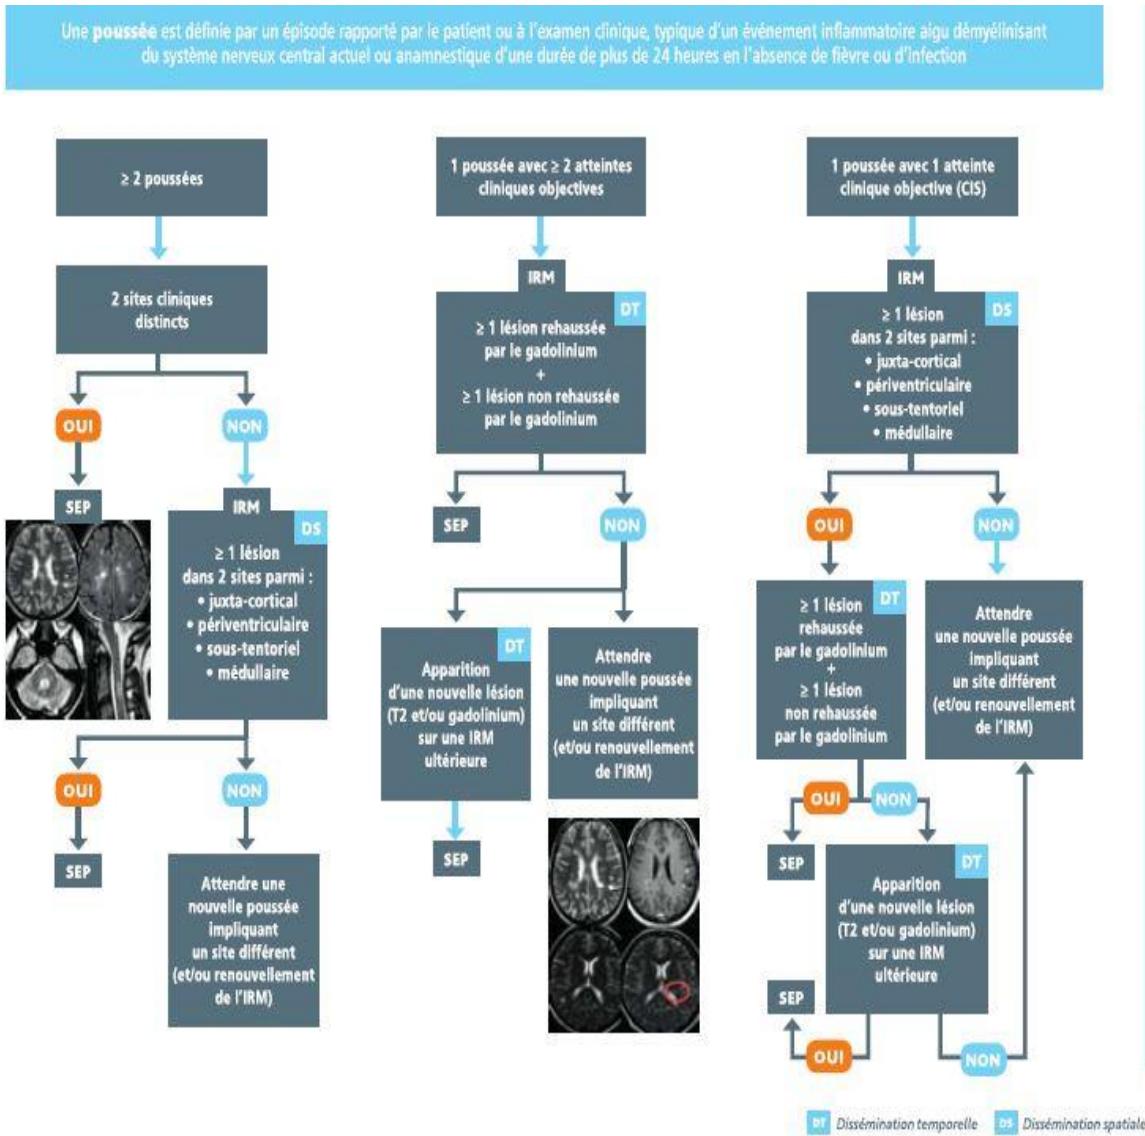 Une poussée est définie par un épisode rapporté par le patient ou à l'examen clinique, typique d'un événement inflammatoire aigu démyélinisant
du système nerveux central actuel ou anamnestique d'une durée de plus de 24 heures en l'absence de fièvre ou d'infection
≥ 2 poussées
2 sites cliniques
distincts
OUI
NON
SEP
IRM
DS
≥ 1 lésion
dans 2 sites parmi :
• juxta-cortical
• périventriculaire
• sous-tentoriel
• médullaire
OUI
NON
SEP
Attendre une
nouvelle poussée
impliquant
un site différent
(et/ou renouvellement
de l'IRM)
1 poussée avec ≥ 2 atteintes
cliniques objectives
IRM
DT
≥ 1 lésion rehaussée
par le gadolinium
+
≥ 1 lésion non rehaussée
par le gadolinium
SEP
NON
DT
Apparition
d'une nouvelle lésion
(T2 et/ou gadolinium)
sur une IRM
ultérieure
SEP
Attendre
une nouvelle poussée
impliquant
un site différent
(et/ou renouvellement
de l'IRM)
1 poussée avec 1 atteinte
clinique objective (CIS)
IRM
DS
≥ 1 lésion
dans 2 sites parmi :
• juxta-cortical
• périventriculaire
• sous-tentoriel
• médullaire
OUI
NON
DT
≥ 1 lésion
rehaussée
par le gadolinium
+
≥ 1 lésion
non rehaussée
par le gadolinium
Attendre
une nouvelle poussée
impliquant
un site différent
(et/ou renouvellement
de l'IRM)
OUI
NON
SEP
DT
Apparition
d'une nouvelle lésion
(T2 et/ou gadolinium)
sur une IRM
ultérieure
SEP
OUI
NON
DT Dissémination temporelle DS Dissémination spatiale